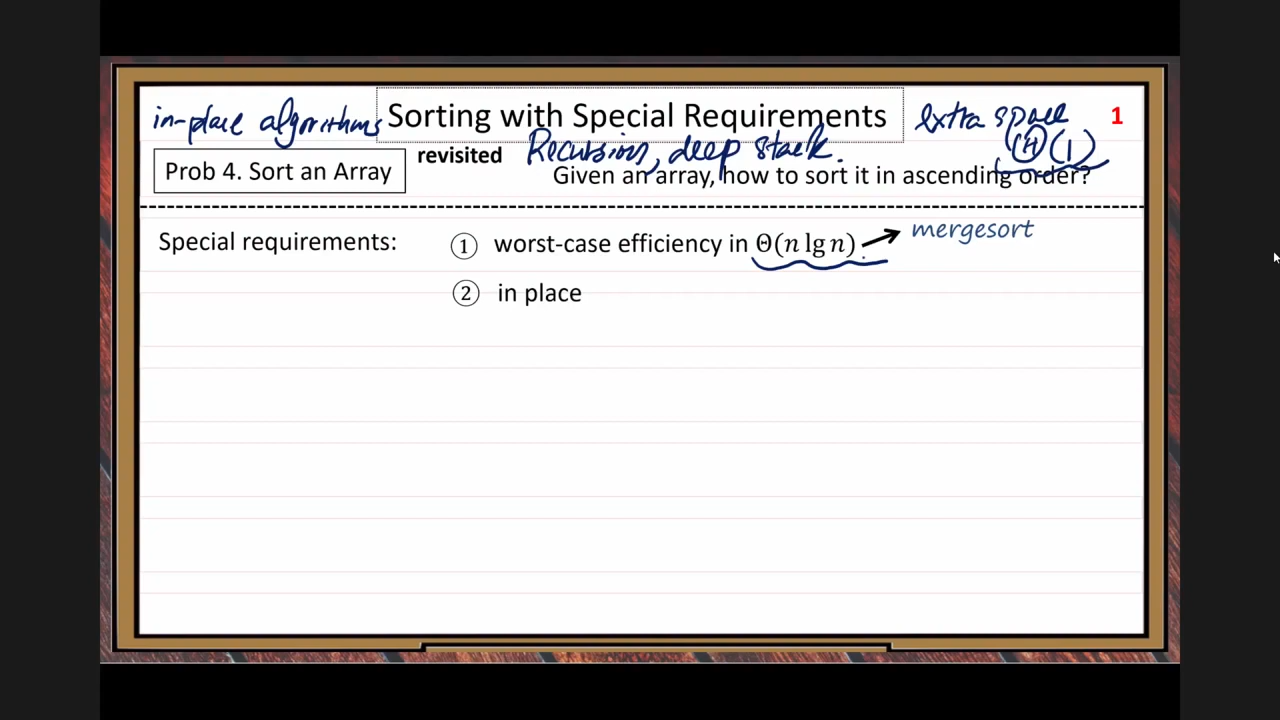 in-place algorithms Sorting with Special Requirements extra space 1
Θ(1)
revisited Recursion, deep stack.
Prob 4. Sort an Array Given an array, how to sort it in ascending order?
Special requirements: ① worst-case efficiency in Θ(n lg n) mergesort
② in place